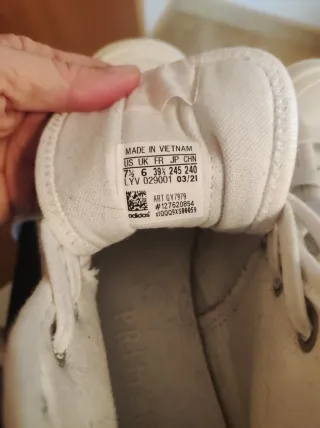 MADE IN VIETNAM
US UK FR JP CHN
7½ 6 39⅓ 245 240
LYV 029001 03/21
ART GY7979
#127620854
adidas